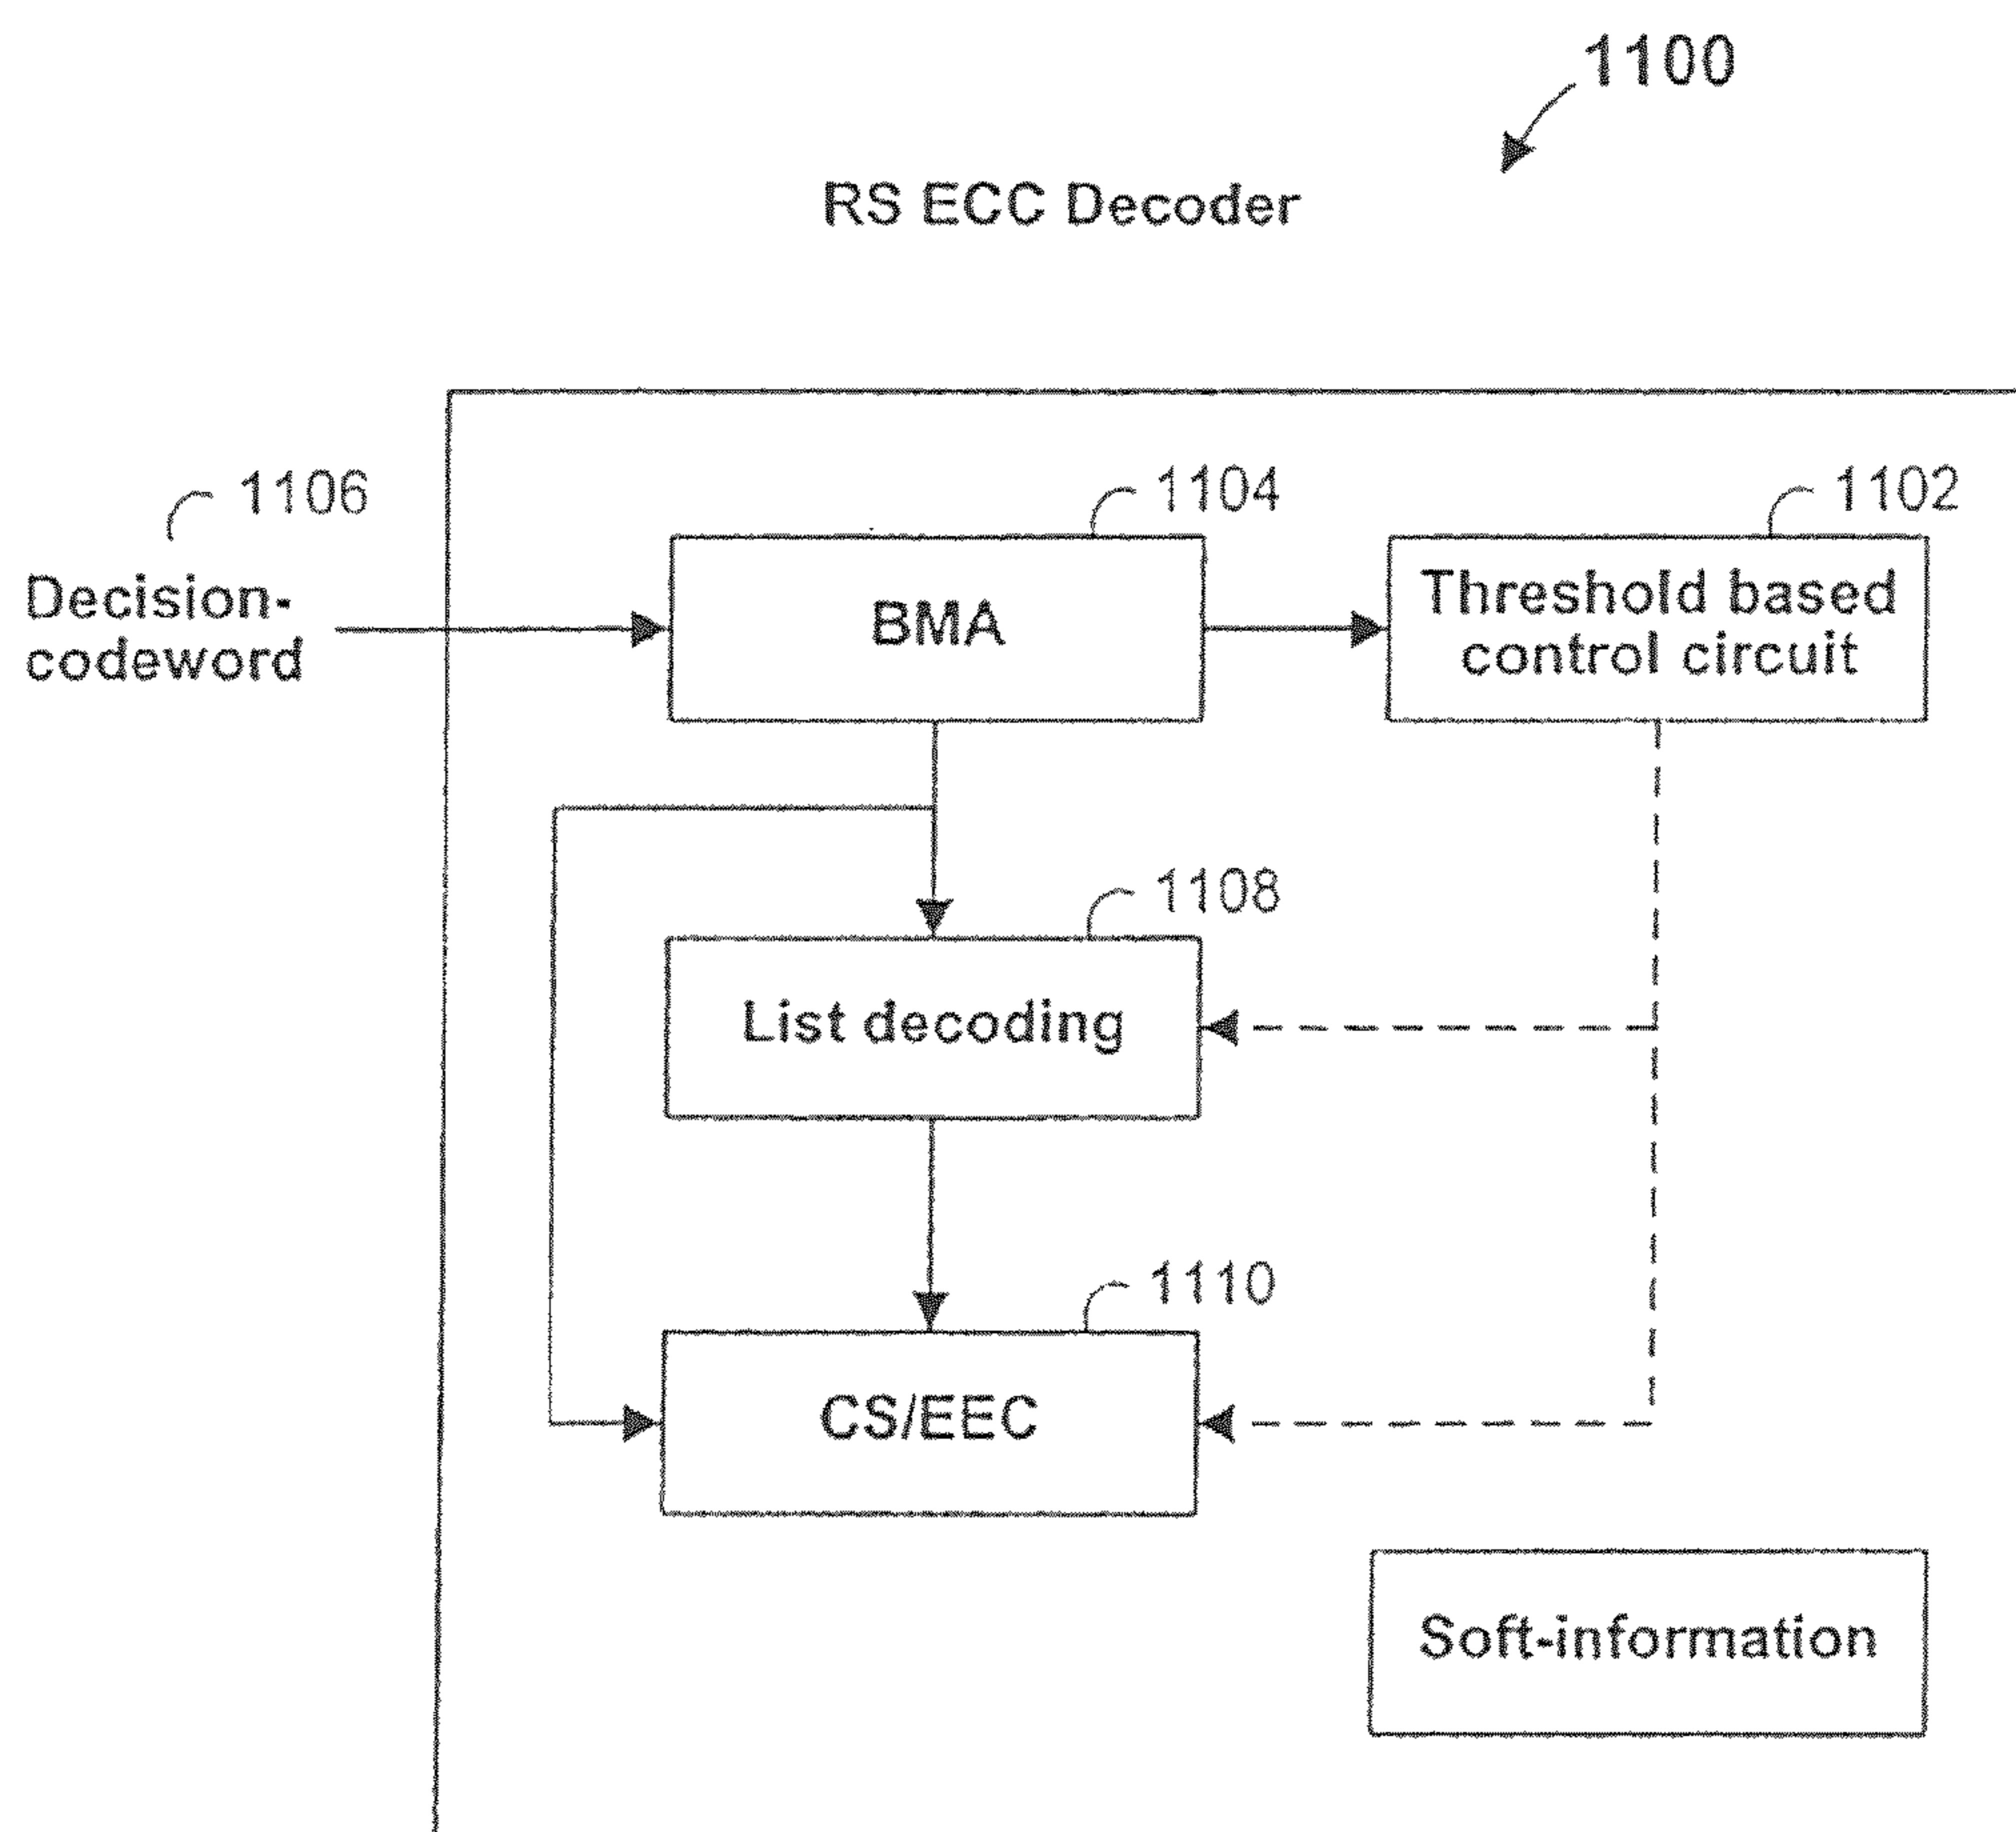 1100
RS ECC Decoder
1106
1104
1102
Decision-
codeword
BMA
Threshold based
control circuit
1108
List decoding
1110
CS/EEC
Soft-information